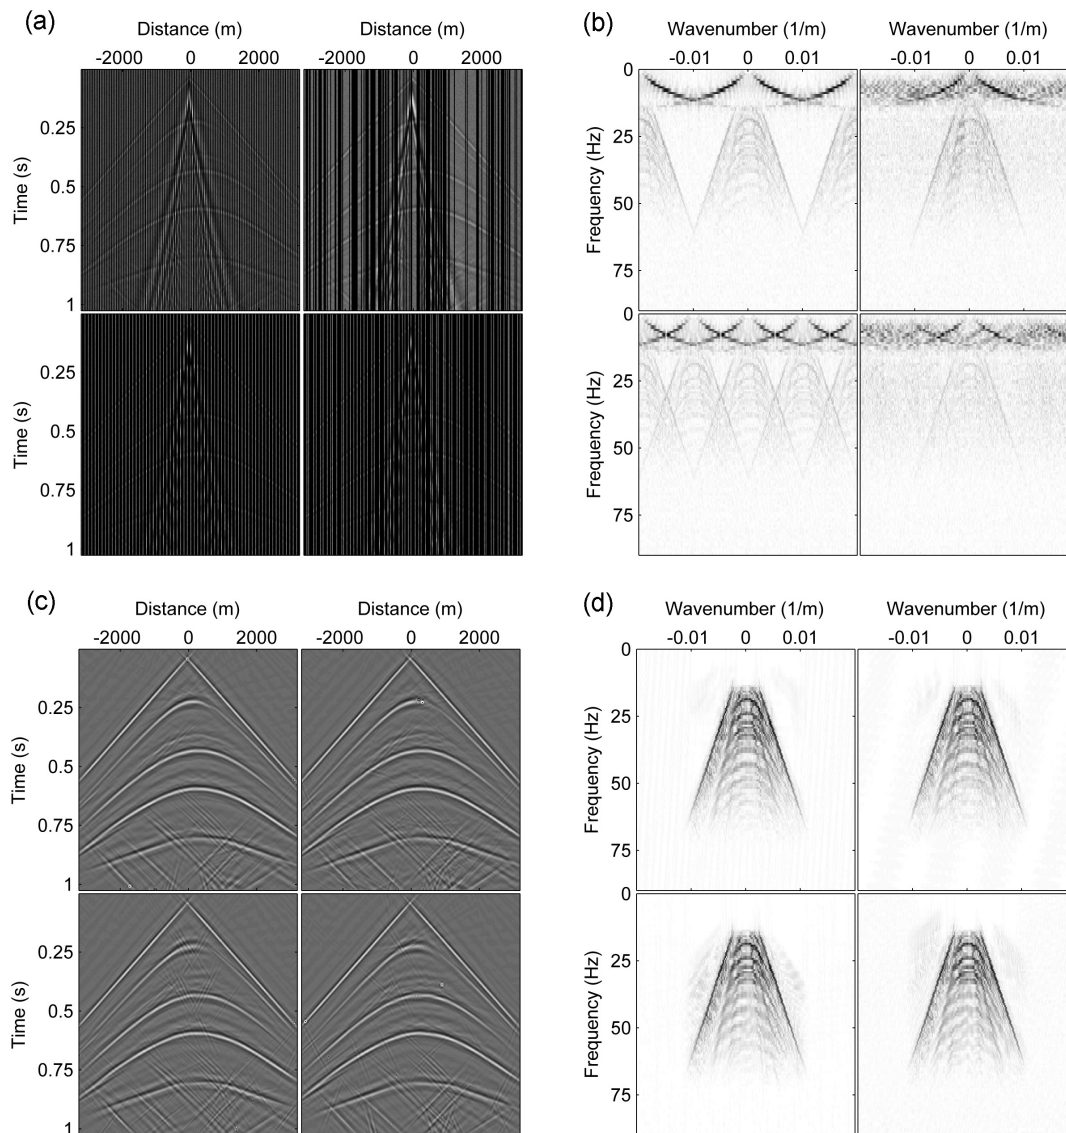 (a)
Distance (m)
-2000 0 2000 -2000 0 2000
Time (s)
0.25
0.5
0.75
1
Time (s)
0.25
0.5
0.75
1
(b)
Wavenumber (1/m) Wavenumber (1/m)
-0.01 0 0.01 -0.01 0 0.01
Frequency (Hz)
0
25
50
75
Frequency (Hz)
0
25
50
75
(c)
Distance (m) Distance (m)
-2000 0 2000 -2000 0 2000
Time (s)
0.25
0.5
0.75
1
Time (s)
0.25
0.5
0.75
1
(d)
Wavenumber (1/m) Wavenumber (1/m)
-0.01 0 0.01 -0.01 0 0.01
Frequency (Hz)
0
25
50
75
Frequency (Hz)
0
25
50
75